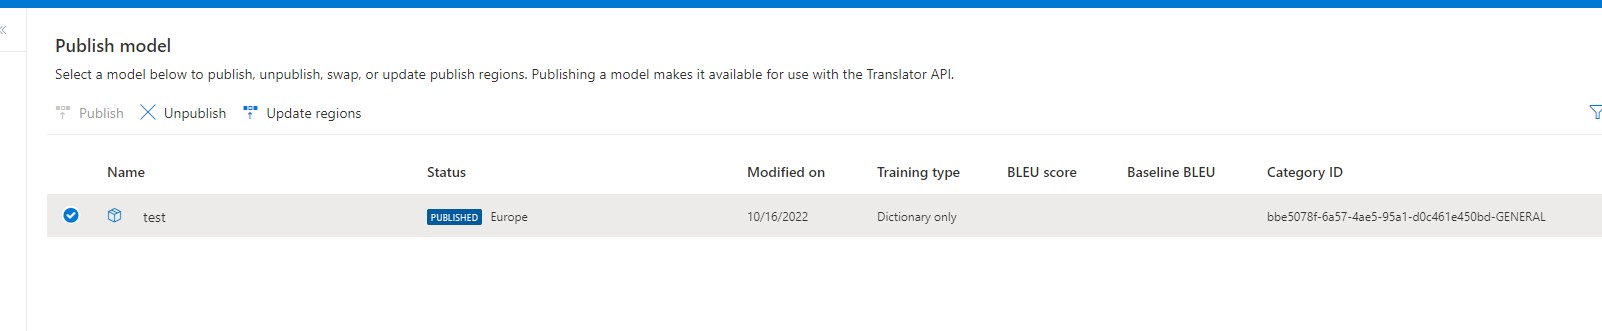 Publish model
Select a model below to publish, unpublish, swap, or update publish regions. Publishing a model makes it available for use with the Translator API.
Publish Unpublish Update regions
Name Status Modified on Training type BLEU score Baseline BLEU Category ID
test PUBLISHED Europe 10/16/2022 Dictionary only bbe5078f-6a57-4ae5-95a1-d0c461e450bd-GENERAL